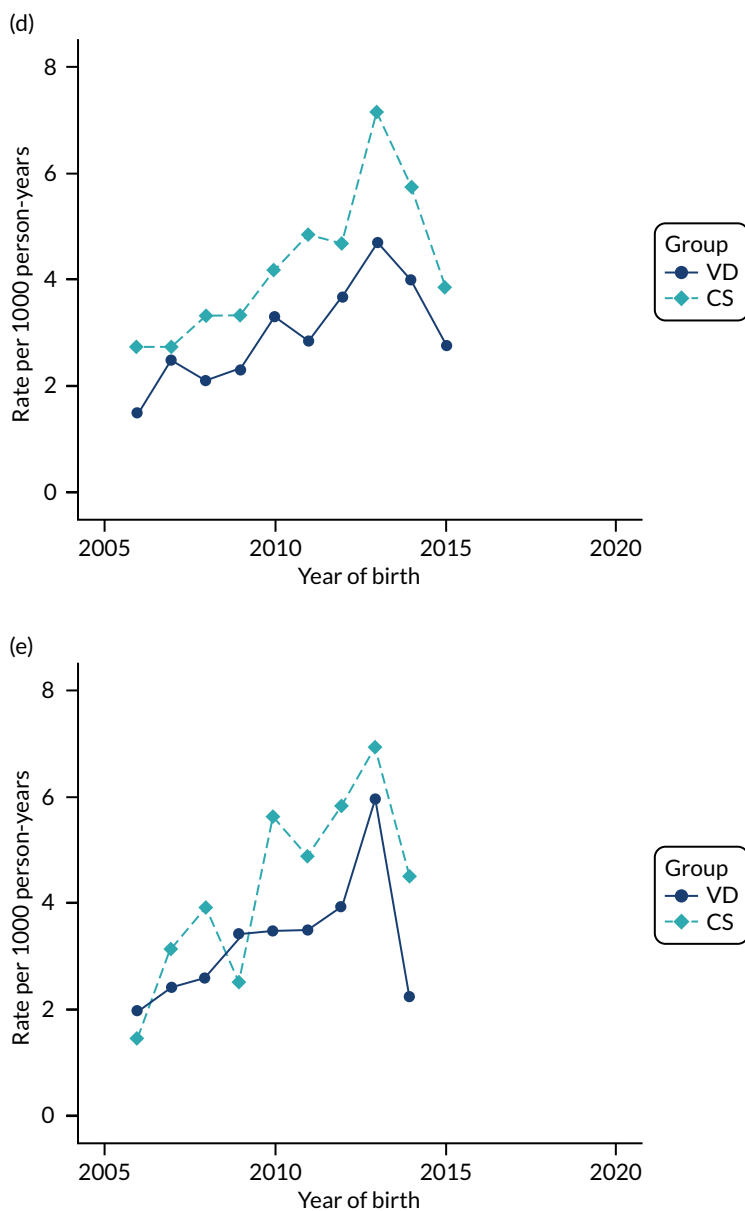 (d)
8
6
4
2
0
Rate per 1000 person-years
2005 2010 2015 2020
Year of birth
Group
VD
CS
(e)
8
6
4
2
0
Rate per 1000 person-years
2005 2010 2015 2020
Year of birth
Group
VD
CS